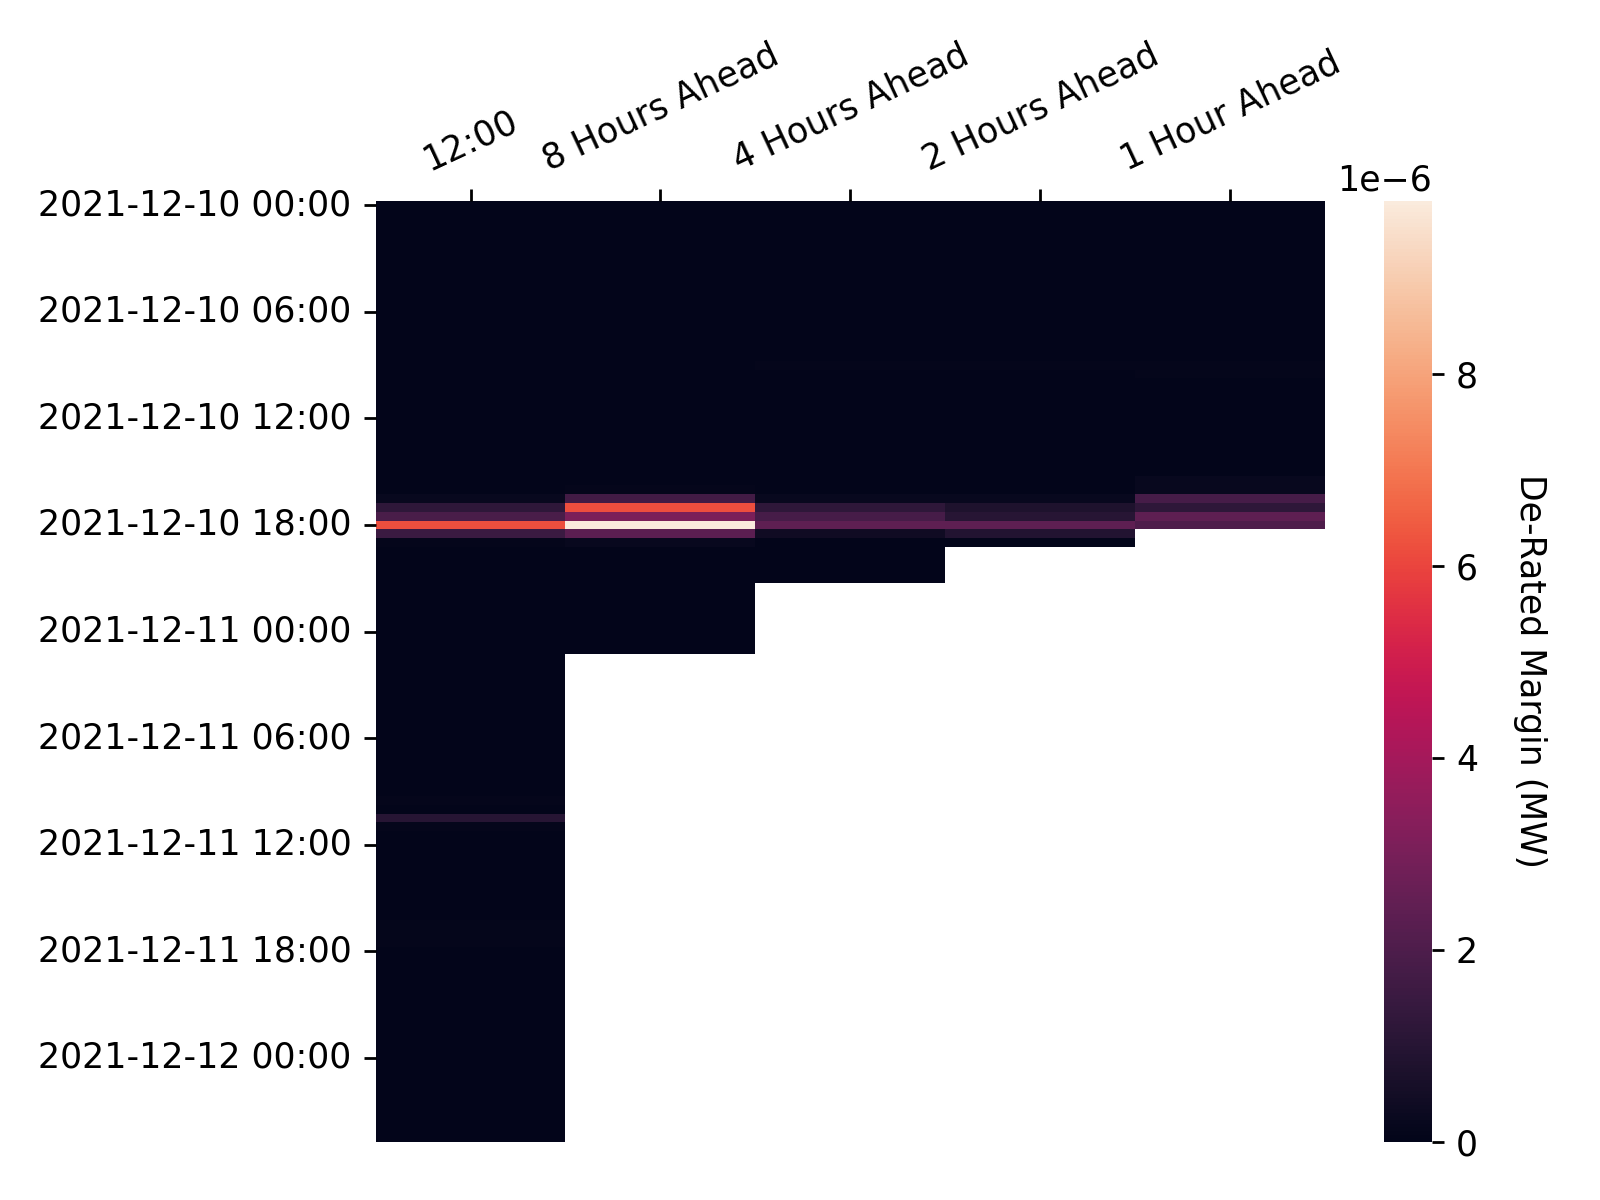 12:00
8 Hours Ahead
4 Hours Ahead
2 Hours Ahead
1 Hour Ahead
1e−6
2021-12-10 00:00
2021-12-10 06:00
2021-12-10 12:00
2021-12-10 18:00
2021-12-11 00:00
2021-12-11 06:00
2021-12-11 12:00
2021-12-11 18:00
2021-12-12 00:00
8
6
4
2
0
De-Rated Margin (MW)